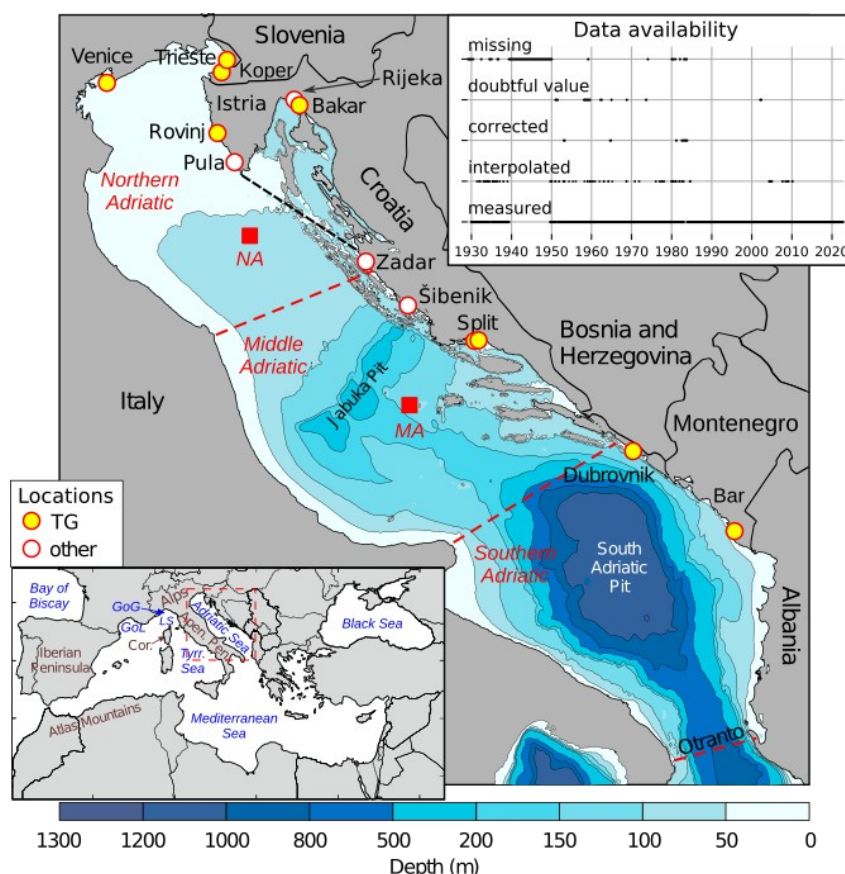 Slovenia
Venice
Trieste
Koper
Rijeka
Istria
Bakar
Rovinj
Pula
Northern
Adriatic
Croatia
NA
Zadar
Šibenik
Split
Middle
Adriatic
Bosnia and
Herzegovina
Italy
Jabuka Pit
MA
Montenegro
Dubrovnik
Bar
Southern
Adriatic
South
Adriatic
Pit
Albania
Otranto
Data availability
missing
doubtful value
corrected
interpolated
measured
1930 1940 1950 1960 1970 1980 1990 2000 2010 2020
Locations
TG
other
Bay of
Biscay
Alps
GoG
GoL
LS
Adriatic Sea
Apen. Pen.
Black Sea
Iberian
Peninsula
Cor.
Tyrr.
Sea
Atlas Mountains
Mediterranean
Sea
1300 1200 1000 800 500 200 150 100 50 0
Depth (m)